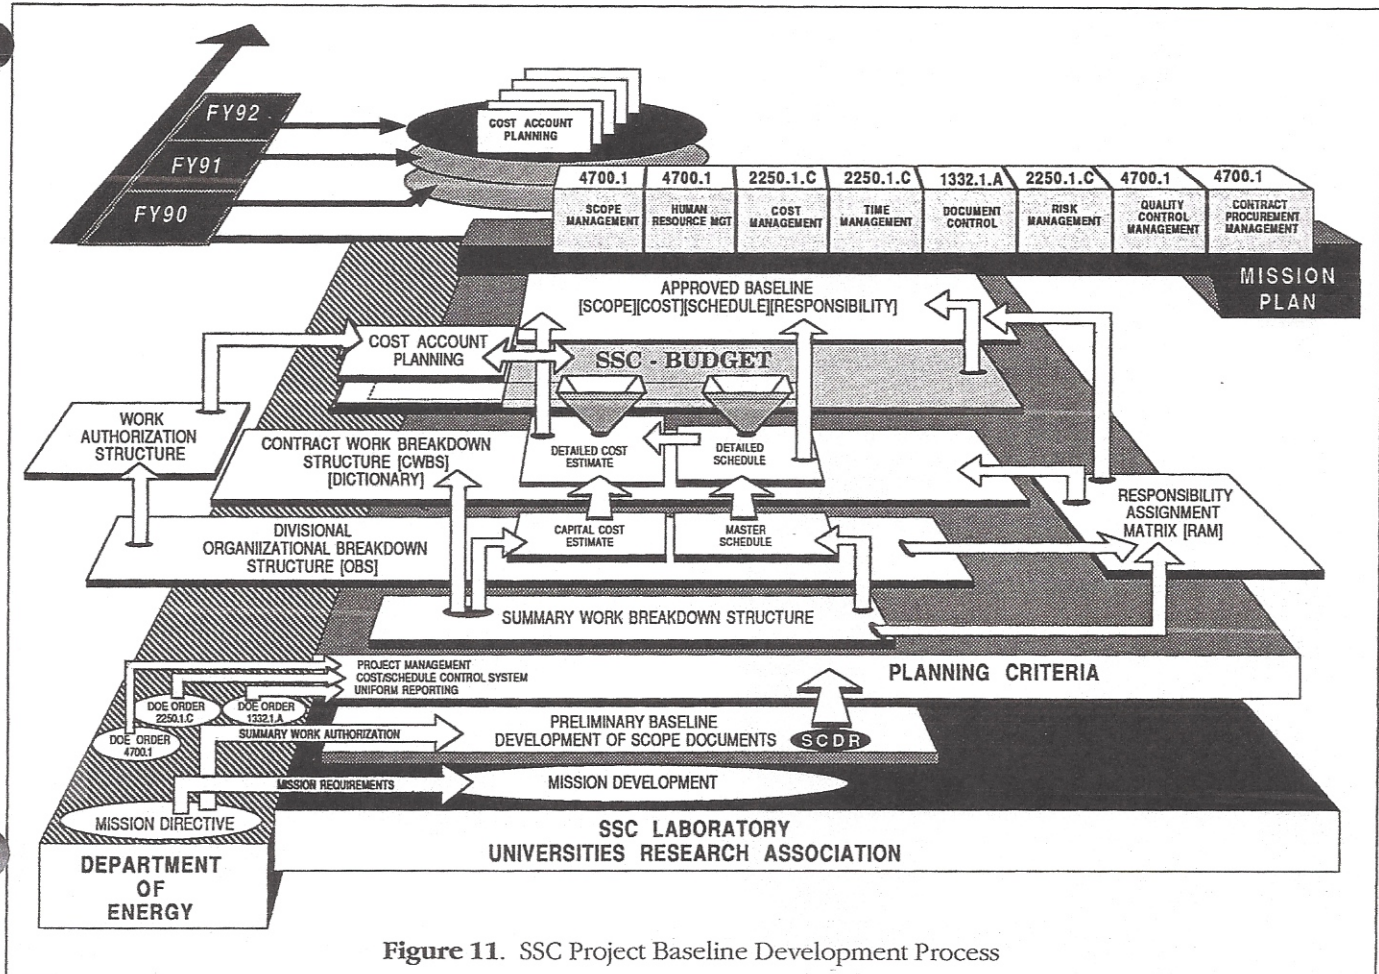 COST ACCOUNT
PLANNING
FY92
FY91
FY90
4700.1
SCOPE
MANAGEMENT
4700.1
HUMAN
RESOURCE MGT
2250.1.C
COST
MANAGEMENT
2250.1.C
TIME
MANAGEMENT
1332.1.A
DOCUMENT
CONTROL
2250.1.C
RISK
MANAGEMENT
4700.1
QUALITY
CONTROL
MANAGEMENT
4700.1
CONTRACT
PROCUREMENT
MANAGEMENT
MISSION
PLAN
APPROVED BASELINE
[SCOPE][COST][SCHEDULE][RESPONSIBILITY]
COST ACCOUNT
PLANNING
SSC - BUDGET
WORK
AUTHORIZATION
STRUCTURE
CONTRACT WORK BREAKDOWN
STRUCTURE [CWBS]
[DICTIONARY]
DETAILED COST
ESTIMATE
DETAILED
SCHEDULE
RESPONSIBILITY
ASSIGNMENT
MATRIX [RAM]
DIVISIONAL
ORGANIIZATIONAL BREAKDOWN
STRUCTURE [OBS]
CAPITAL COST
ESTIMATE
MASTER
SCHEDULE
SUMMARY WORK BREAKDOWN STRUCTURE
PROJECT MANAGEMENT
COST/SCHEDULE CONTROL SYSTEM
UNIFORM REPORTING
PLANNING CRITERIA
DOE ORDER
2250.1.C
DOE ORDER
1332.1.A
DOE ORDER
4700.1
SUMMARY WORK AUTHORIZATION
PRELIMINARY BASELINE
DEVELOPMENT OF SCOPE DOCUMENTS
SCDR
MISSION REQUIREMENTS
MISSION DEVELOPMENT
MISSION DIRECTIVE
SSC LABORATORY
UNIVERSITIES RESEARCH ASSOCIATION
DEPARTMENT
OF
ENERGY
Figure 11. SSC Project Baseline Development Process